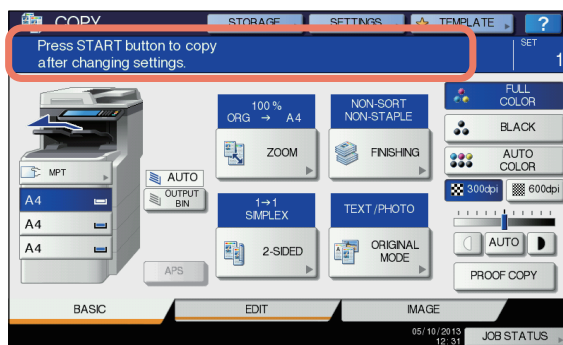 COPY
STORAGE
SETTINGS
TEMPLATE
?
Press START button to copy
after changing settings.
SET
1
MPT
A4
A4
A4
AUTO
OUTPUT
BIN
APS
100 %
ORG → A4
ZOOM
NON-SORT
NON-STAPLE
FINISHING
1→1
SIMPLEX
2-SIDED
TEXT/PHOTO
ORIGINAL
MODE
FULL
COLOR
BLACK
AUTO
COLOR
300dpi
600dpi
AUTO
PROOF COPY
BASIC
EDIT
IMAGE
05/10/2013
12:31
JOB STATUS